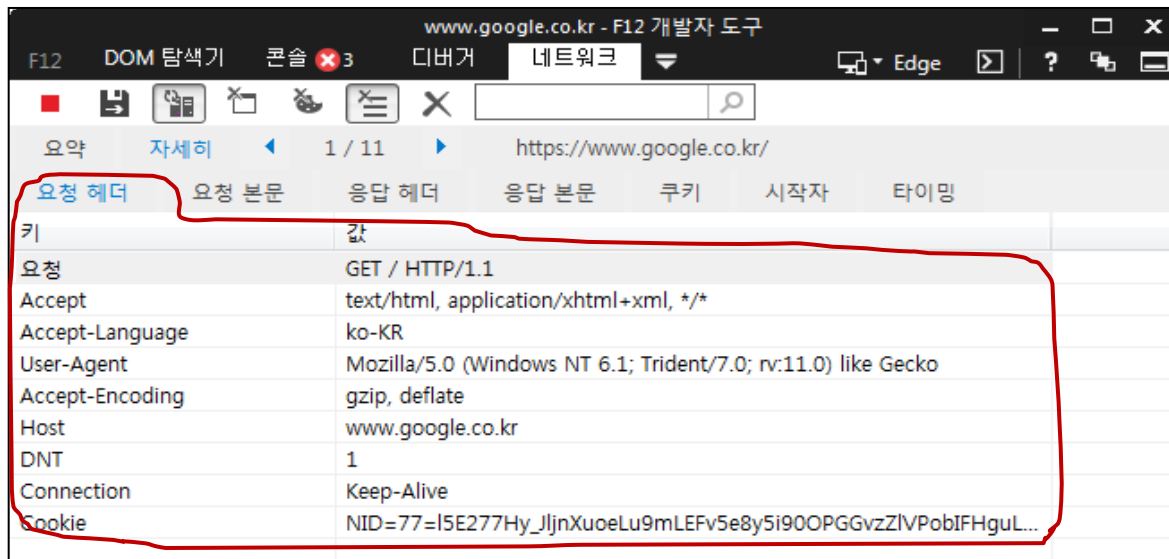 www.google.co.kr - F12 개발자 도구
F12 DOM 탐색기 콘솔 3 디버거 네트워크 Edge ?
요약 자세히 1 / 11 https://www.google.co.kr/
요청 헤더 요청 본문 응답 헤더 응답 본문 쿠키 시작자 타이밍
키 값
요청 GET / HTTP/1.1
Accept text/html, application/xhtml+xml, */*
Accept-Language ko-KR
User-Agent Mozilla/5.0 (Windows NT 6.1; Trident/7.0; rv:11.0) like Gecko
Accept-Encoding gzip, deflate
Host www.google.co.kr
DNT 1
Connection Keep-Alive
Cookie